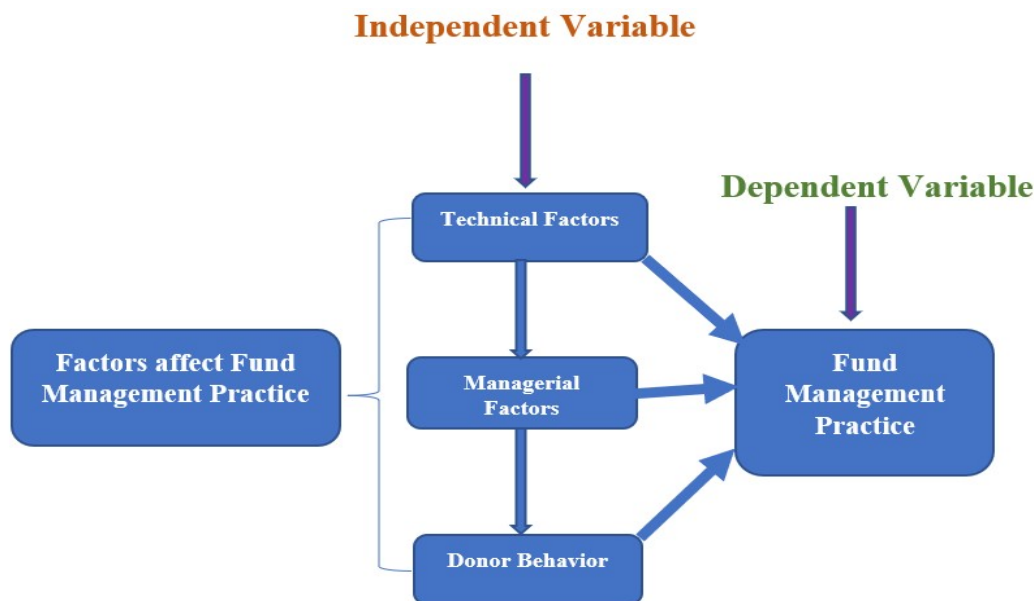 Independent Variable
Dependent Variable
Technical Factors
Factors affect Fund
Management Practice
Managerial
Factors
Fund
Management
Practice
Donor Behavior